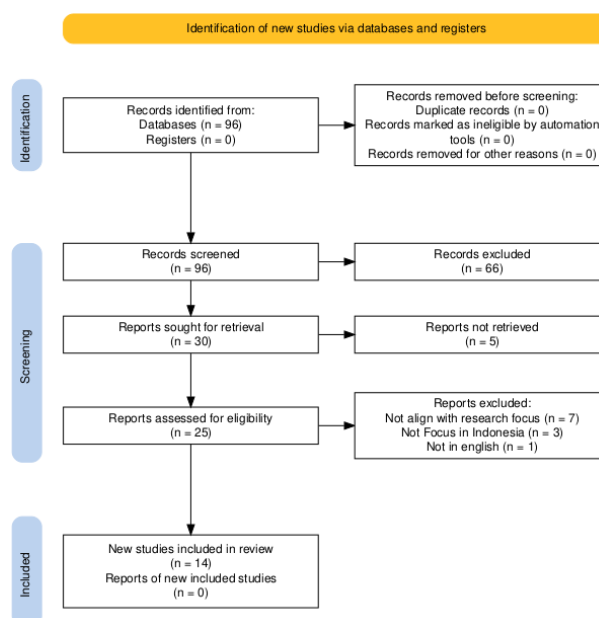 Identification of new studies via databases and registers
Identification
Records identified from:
Databases (n = 96)
Registers (n = 0)
Records removed before screening:
Duplicate records (n = 0)
Records marked as ineligible by automation
tools (n = 0)
Records removed for other reasons (n = 0)
Screening
Records screened
(n = 96)
Records excluded
(n = 66)
Reports sought for retrieval
(n = 30)
Reports not retrieved
(n = 5)
Reports assessed for eligibility
(n = 25)
Reports excluded:
Not align with research focus (n = 7)
Not Focus in Indonesia (n = 3)
Not in english (n = 1)
Included
New studies included in review
(n = 14)
Reports of new included studies
(n = 0)